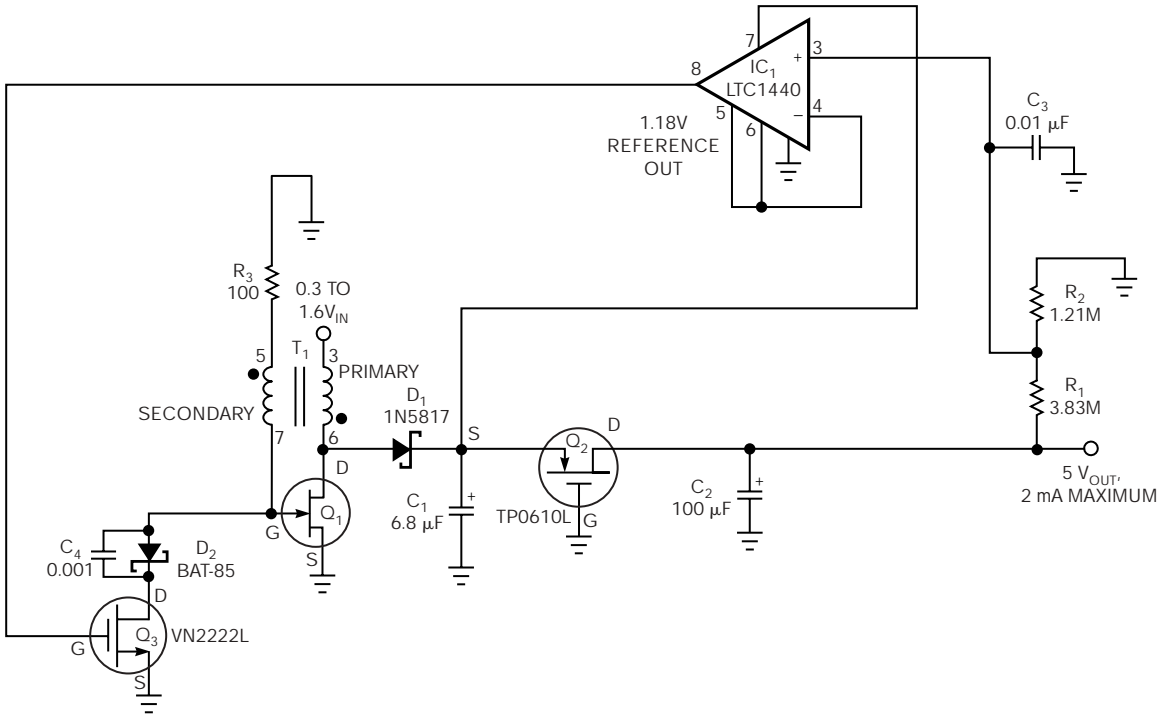 7
3
8
IC1
LTC1440
+
−
4
5
6
1.18V
REFERENCE
OUT
C3
0.01 µF
R3
100
0.3 TO
1.6VIN
R2
1.21M
5
T1
3
PRIMARY
SECONDARY
7
6
D1
1N5817
R1
3.83M
S
Q2
D
D
C1
6.8 µF
+
TP0610L
G
C2
100 µF
+
5 VOUT,
2 mA MAXIMUM
G
Q1
S
C4
0.001
D2
BAT-85
D
G
Q3
VN2222L
S